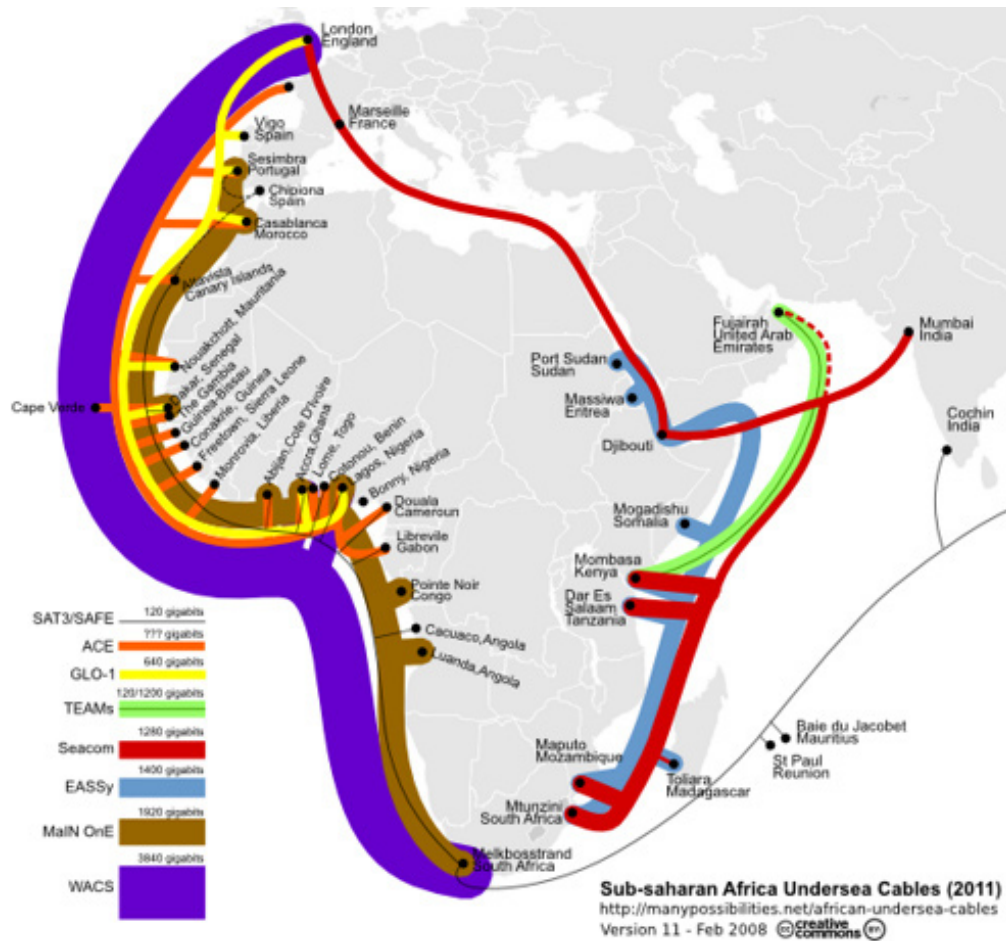 London
England
Marseille
France
Vigo
Spain
Sesimbra
Portugal
Chipiona
Spain
Casablanca
Morocco
Altavista
Canary Islands
Nouakchott, Mauritania
Dakar, Senegal
The Gambia
Guinea-Bissau
Conakrie, Guinea
Freetown, Sierra Leone
Monrovia, Liberia
Cape Verde
Abijan,Cote D'Ivoire
Accra,Ghana
Lome, Togo
Cotonou, Benin
Lagos, Nigeria
Bonny, Nigeria
Douala
Cameroun
Libreville
Gabon
Pointe Noir
Congo
Cacuaco,Angola
Luanda,Angola
Melkbosstrand
South Africa
Fujairah
United Arab
Emirates
Mumbai
India
Port Sudan
Sudan
Massiwa
Eritrea
Djibouti
Cochin
India
Mogadishu
Somalia
Mombasa
Kenya
Dar Es
Salaam
Tanzania
Maputo
Mozambique
Mtunzini
South Africa
Toliara
Madagascar
Baie du Jacobet
Mauritius
St Paul
Reunion
120 gigabits
SAT3/SAFE
??? gigabits
ACE
640 gigabits
GLO-1
120/1200 gigabits
TEAMs
1280 gigabits
Seacom
1400 gigabits
EASSy
1920 gigabits
MaIN OnE
3840 gigabits
WACS
Sub-saharan Africa Undersea Cables (2011)
http://manypossibilities.net/african-undersea-cables
Version 11 - Feb 2008 cc creative commons